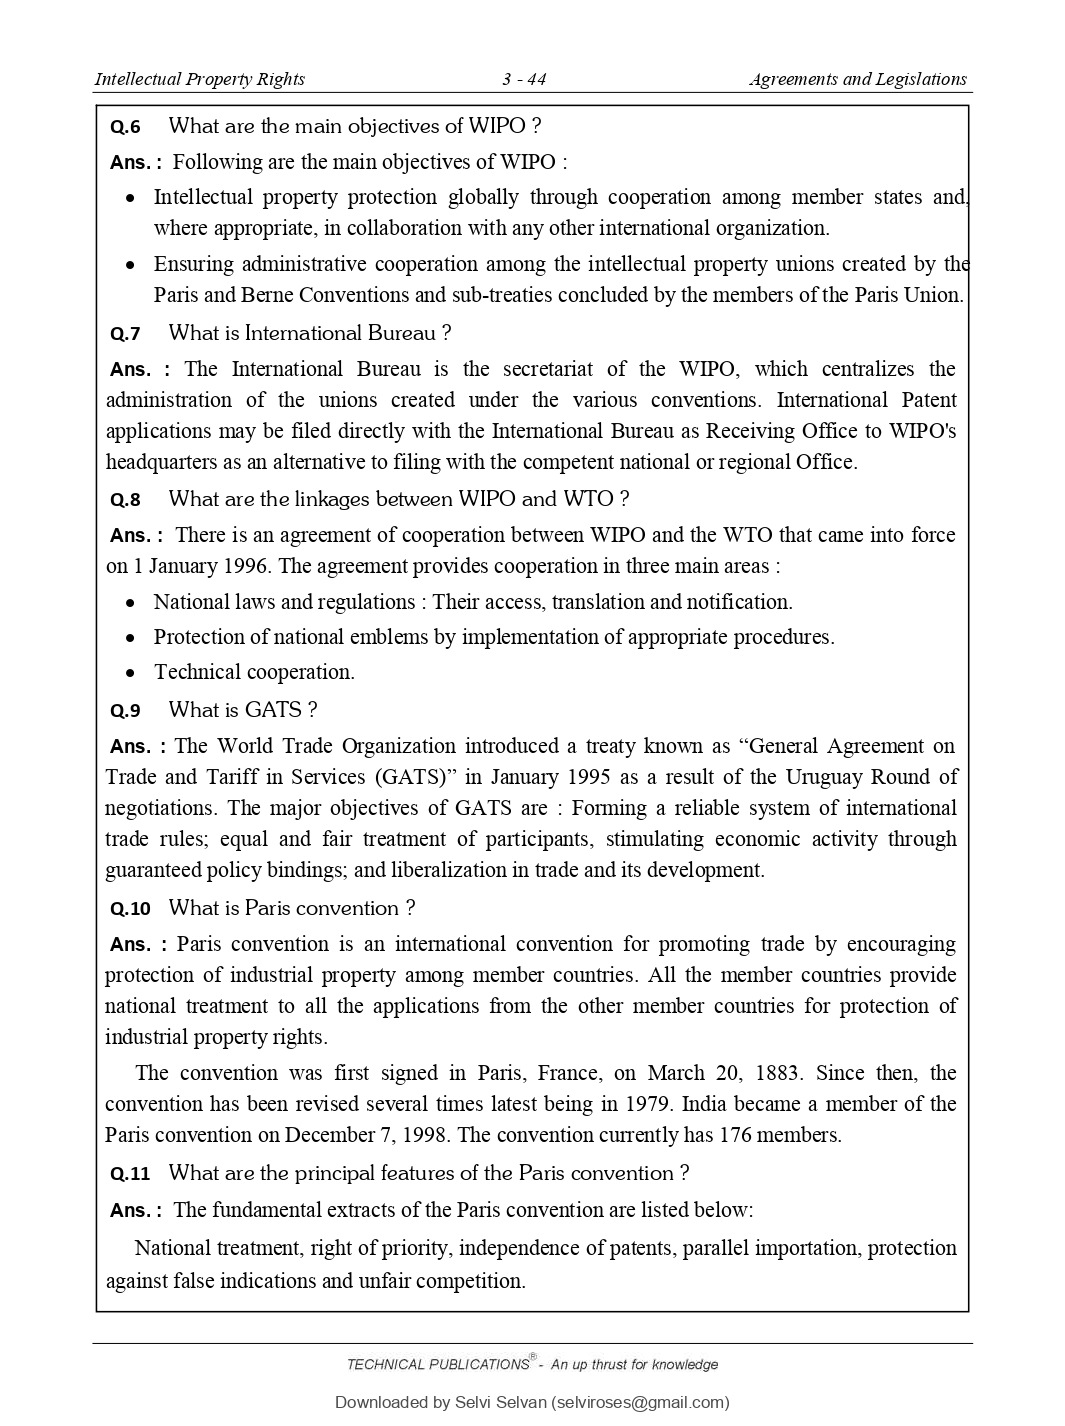 Intellectual Property Rights 3 - 44 Agreements and Legislations
Q.6 What are the main objectives of WIPO ?
Ans. : Following are the main objectives of WIPO :
• Intellectual property protection globally through cooperation among member states and,
where appropriate, in collaboration with any other international organization.
• Ensuring administrative cooperation among the intellectual property unions created by the
Paris and Berne Conventions and sub-treaties concluded by the members of the Paris Union.
Q.7 What is International Bureau ?
Ans. : The International Bureau is the secretariat of the WIPO, which centralizes the
administration of the unions created under the various conventions. International Patent
applications may be filed directly with the International Bureau as Receiving Office to WIPO's
headquarters as an alternative to filing with the competent national or regional Office.
Q.8 What are the linkages between WIPO and WTO ?
Ans. : There is an agreement of cooperation between WIPO and the WTO that came into force
on 1 January 1996. The agreement provides cooperation in three main areas :
• National laws and regulations : Their access, translation and notification.
• Protection of national emblems by implementation of appropriate procedures.
• Technical cooperation.
Q.9 What is GATS ?
Ans. : The World Trade Organization introduced a treaty known as “General Agreement on
Trade and Tariff in Services (GATS)” in January 1995 as a result of the Uruguay Round of
negotiations. The major objectives of GATS are : Forming a reliable system of international
trade rules; equal and fair treatment of participants, stimulating economic activity through
guaranteed policy bindings; and liberalization in trade and its development.
Q.10 What is Paris convention ?
Ans. : Paris convention is an international convention for promoting trade by encouraging
protection of industrial property among member countries. All the member countries provide
national treatment to all the applications from the other member countries for protection of
industrial property rights.
The convention was first signed in Paris, France, on March 20, 1883. Since then, the
convention has been revised several times latest being in 1979. India became a member of the
Paris convention on December 7, 1998. The convention currently has 176 members.
Q.11 What are the principal features of the Paris convention ?
Ans. : The fundamental extracts of the Paris convention are listed below:
National treatment, right of priority, independence of patents, parallel importation, protection
against false indications and unfair competition.
TECHNICAL PUBLICATIONS® - An up thrust for knowledge
Downloaded by Selvi Selvan (selviroses@gmail.com)